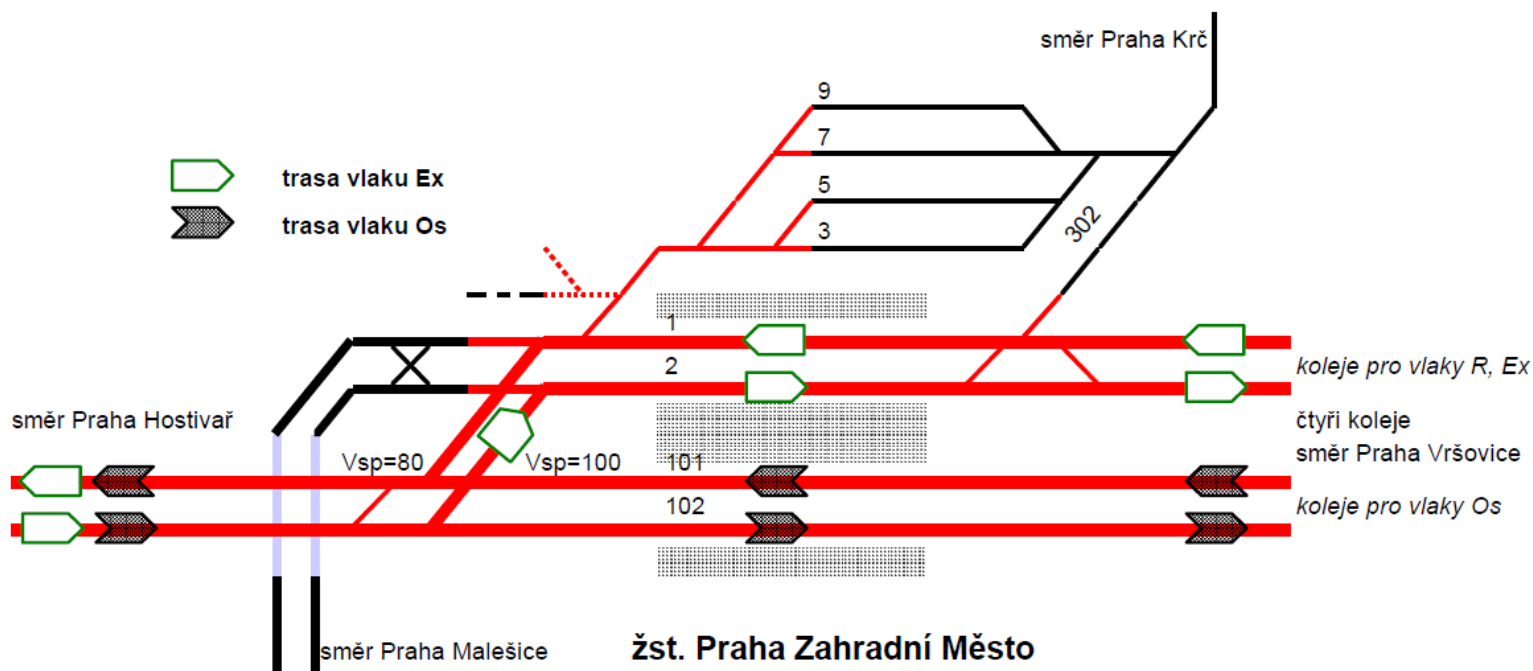 směr Praha Krč
9
7
trasa vlaku Ex
5
trasa vlaku Os
3
302
1
2
koleje pro vlaky R, Ex
směr Praha Hostivař
čtyři koleje
směr Praha Vršovice
Vsp=80
Vsp=100
101
102
koleje pro vlaky Os
směr Praha Malešice
žst. Praha Zahradní Město